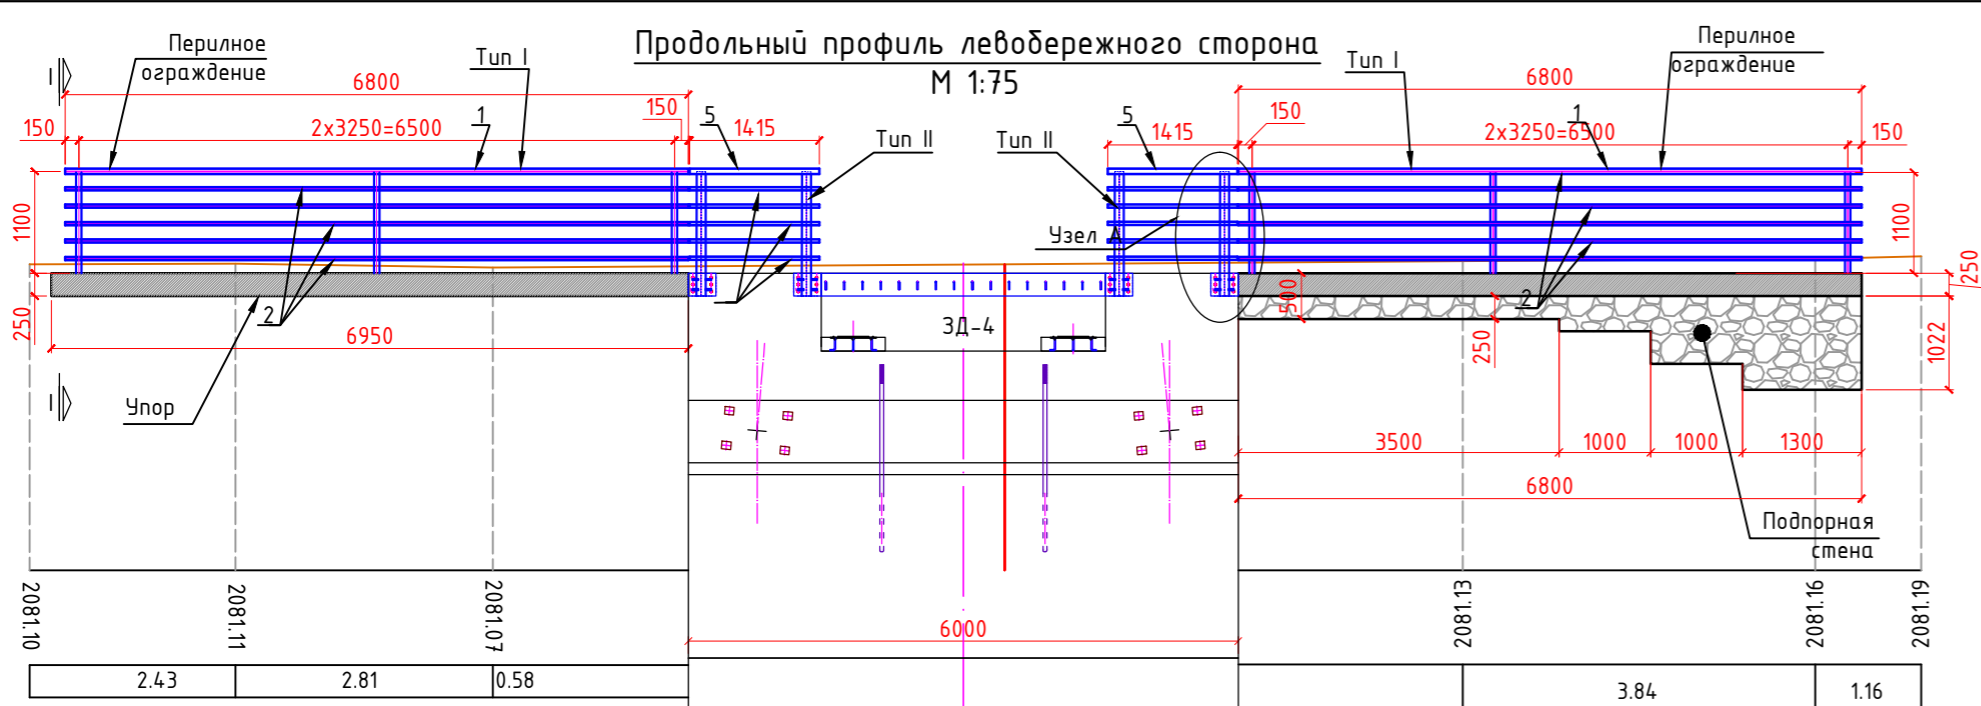 Продольный профиль левобережного сторона
М 1:75
Перилное
ограждение
Тип I
I
6800
150
2х3250=6500
1
150
5
1415
Тип II
Тип II
5
1415
150
Тип I
6800
Перилное
ограждение
2х3250=6500
1
150
1100
250
2
6950
Упор
I
Узел А
ЗД-4
500
250
2
1100
250
1022
3500
1000
1000
1300
6800
Подпорная
стена
6000
2081.10
2081.11
2081.07
2081.13
2081.16
2081.19
2.43
2.81
0.58
3.84
1.16